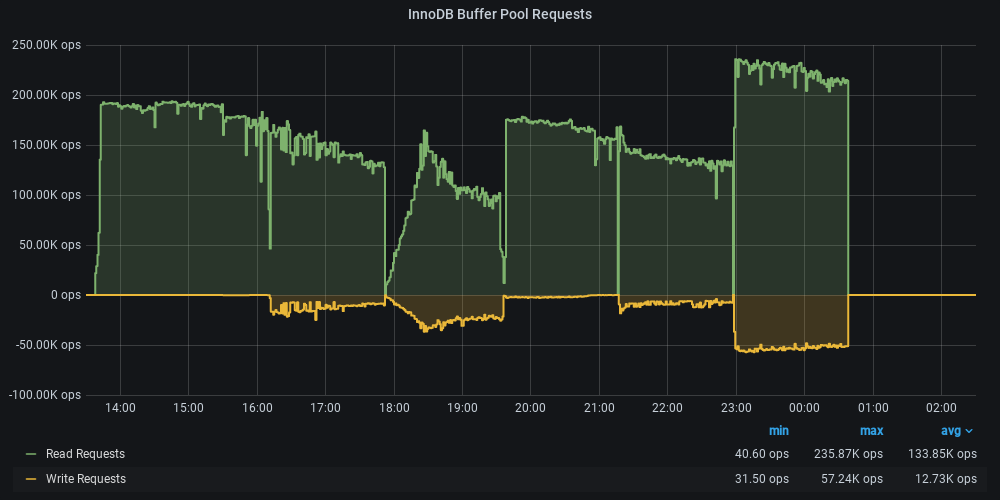 InnoDB Buffer Pool Requests
250.00K ops
200.00K ops
150.00K ops
100.00K ops
50.00K ops
0 ops
-50.00K ops
-100.00K ops
14:00 15:00 16:00 17:00 18:00 19:00 20:00 21:00 22:00 23:00 00:00 01:00 02:00
min max avg
Read Requests 40.60 ops 235.87K ops 133.85K ops
Write Requests 31.50 ops 57.24K ops 12.73K ops